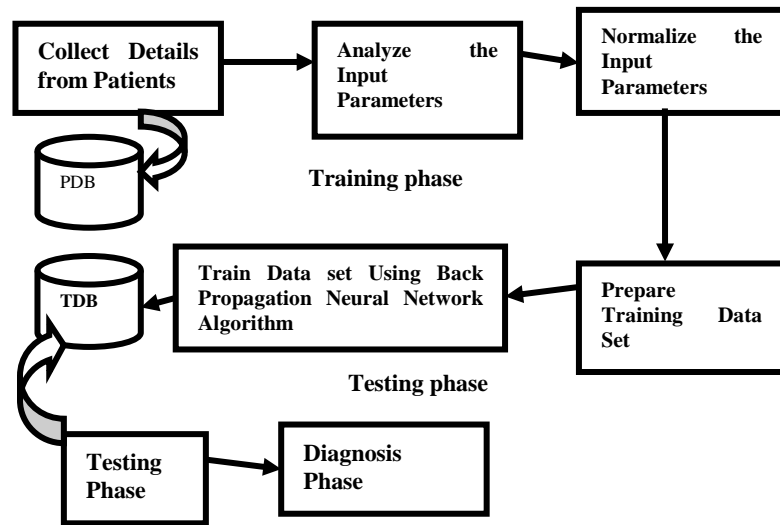 Collect Details
from Patients
Analyze the
Input
Parameters
Normalize the
Input
Parameters
PDB
Training phase
TDB
Train Data set Using Back
Propagation Neural Network
Algorithm
Prepare
Training Data
Set
Testing phase
Testing
Phase
Diagnosis
Phase